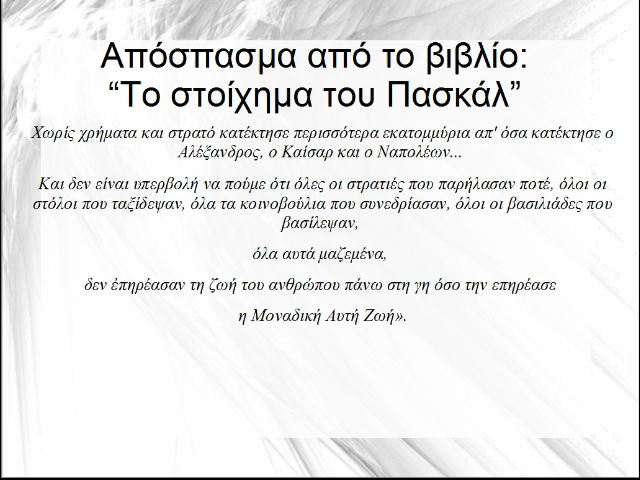 Απόσπασμα από το βιβλίο:
“Το στοίχημα του Πασκάλ”
Χωρίς χρήματα και στρατό κατέκτησε περισσότερα εκατομμύρια απ' όσα κατέκτησε ο
Αλέξανδρος, ο Καίσαρ και ο Ναπολέων...
Και δεν είναι υπερβολή να πούμε ότι όλες οι στρατιές που παρήλασαν ποτέ, όλοι οι
στόλοι που ταξίδεψαν, όλα τα κοινοβούλια που συνεδρίασαν, όλοι οι βασιλιάδες που
βασίλεψαν,
όλα αυτά μαζεμένα,
δεν ἐπηρέασαν τη ζωή του ανθρώπου πάνω στη γη όσο την επηρέασε
η Μοναδική Αυτή Ζωή».